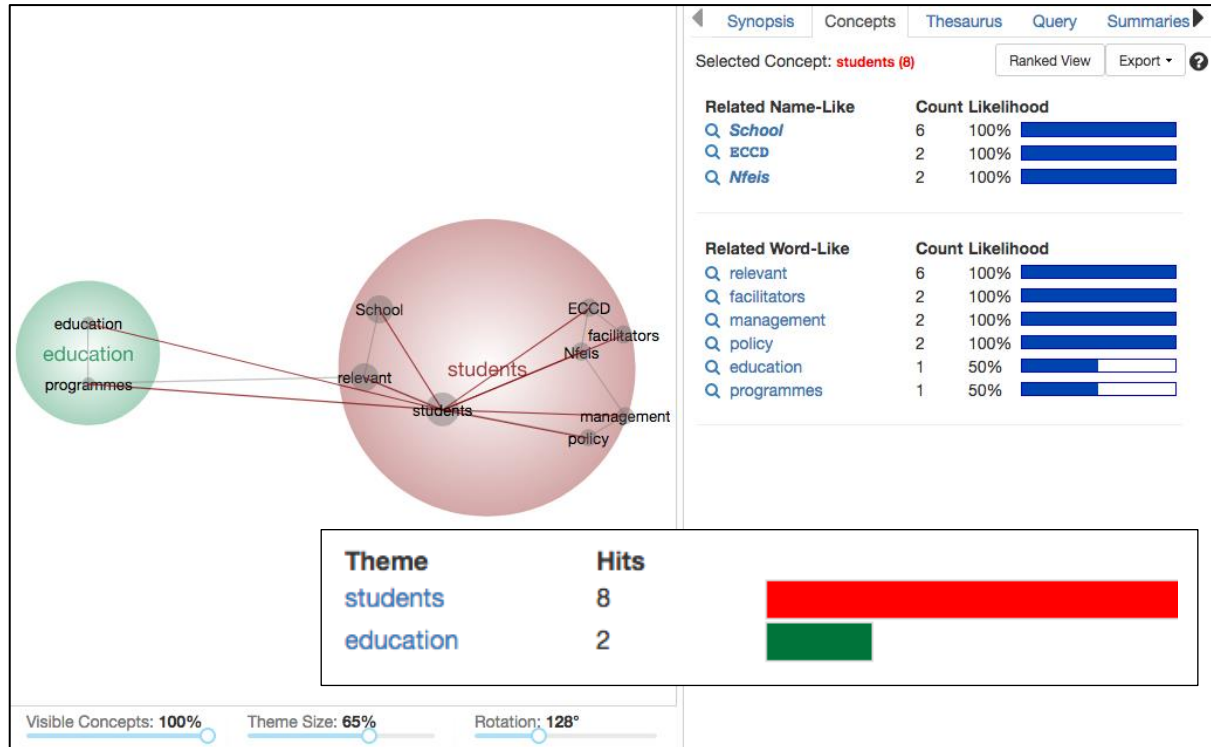 Synopsis Concepts Thesaurus Query Summaries
Selected Concept: students (8) Ranked View Export
Related Name-Like Count Likelihood
School 6 100%
ECCD 2 100%
Nfeis 2 100%
Related Word-Like Count Likelihood
relevant 6 100%
facilitators 2 100%
management 2 100%
policy 2 100%
education 1 50%
programmes 1 50%
education
education
programmes
School
ECCD
facilitators
Nfeis
students
relevant
students
management
policy
Theme Hits
students 8
education 2
Visible Concepts: 100% Theme Size: 65% Rotation: 128°